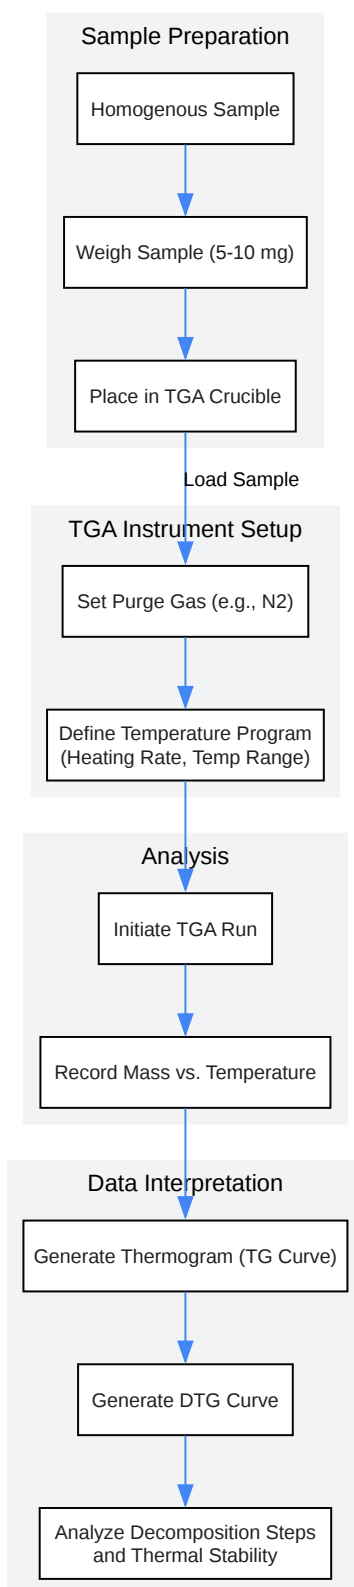 Sample Preparation
Homogenous Sample
Weigh Sample (5-10 mg)
Place in TGA Crucible
Load Sample
TGA Instrument Setup
Set Purge Gas (e.g., N2)
Define Temperature Program
(Heating Rate, Temp Range)
Analysis
Initiate TGA Run
Record Mass vs. Temperature
Data Interpretation
Generate Thermogram (TG Curve)
Generate DTG Curve
Analyze Decomposition Steps
and Thermal Stability